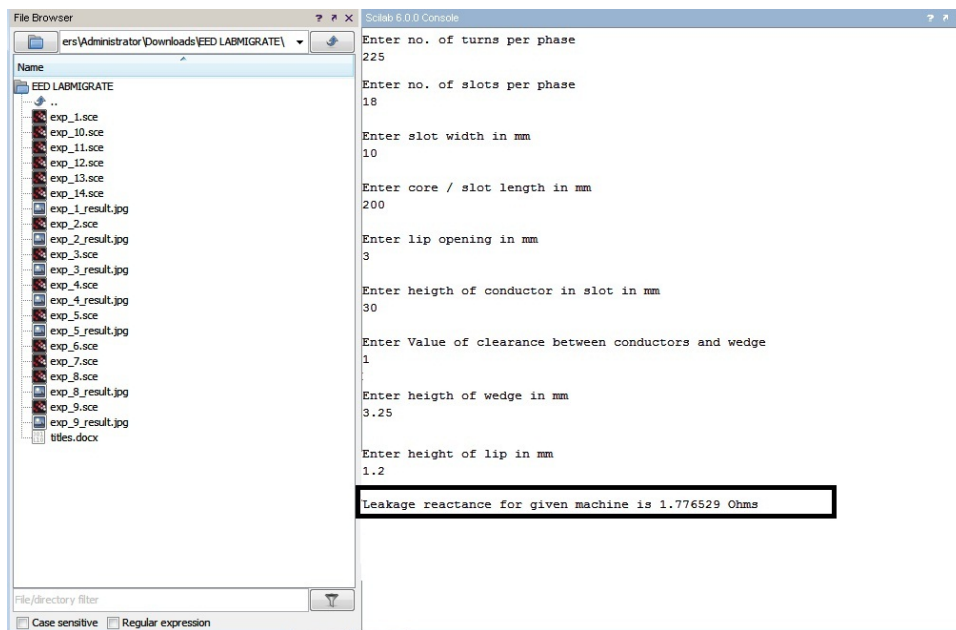 File Browser
ers\Administrator\Downloads\EED LABMIGRATE\
Name
EED LABMIGRATE
..
exp_1.sce
exp_10.sce
exp_11.sce
exp_12.sce
exp_13.sce
exp_14.sce
exp_1_result.jpg
exp_2.sce
exp_2_result.jpg
exp_3.sce
exp_3_result.jpg
exp_4.sce
exp_4_result.jpg
exp_5.sce
exp_5_result.jpg
exp_6.sce
exp_7.sce
exp_8.sce
exp_8_result.jpg
exp_9.sce
exp_9_result.jpg
titles.docx
File/directory filter
Case sensitive
Regular expression
Scilab 6.0.0 Console
Enter no. of turns per phase
225
Enter no. of slots per phase
18
Enter slot width in mm
10
Enter core / slot length in mm
200
Enter lip opening in mm
3
Enter heigth of conductor in slot in mm
30
Enter Value of clearance between conductors and wedge
1
Enter heigth of wedge in mm
3.25
Enter height of lip in mm
1.2
Leakage reactance for given machine is 1.776529 Ohms